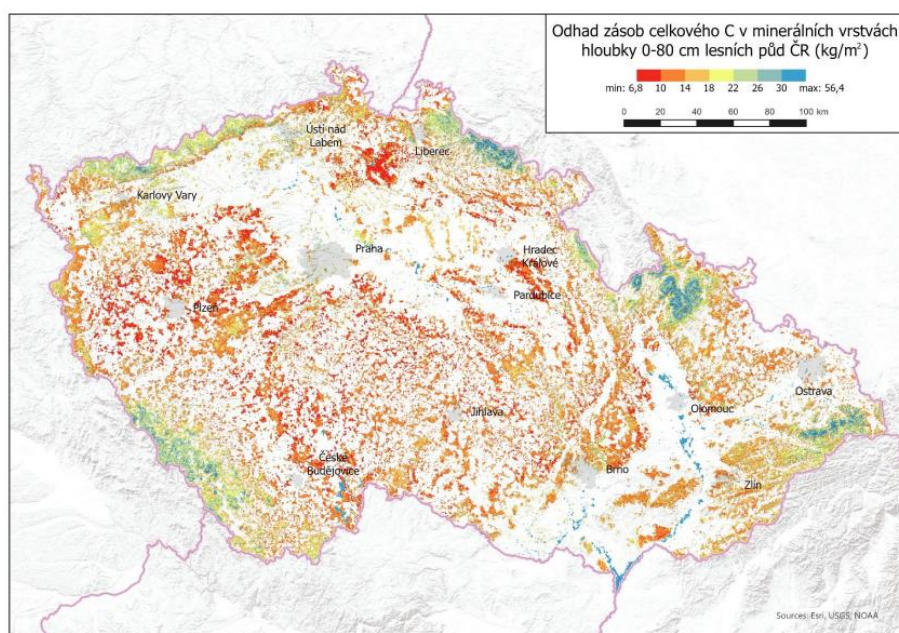 Odhad zásob celkového C v minerálních vrstvách
hloubky 0-80 cm lesních půd ČR (kg/m²)
min: 6,8 10 14 18 22 26 30 max: 56,4
0 20 40 60 80 100 km
Ústí nad
Labem
Liberec
Karlovy Vary
Praha
Hradec
Králové
Pardubice
Plzeň
Jihlava
Olomouc
Ostrava
České
Budějovice
Brno
Zlín
Sources: Esri, USGS, NOAA